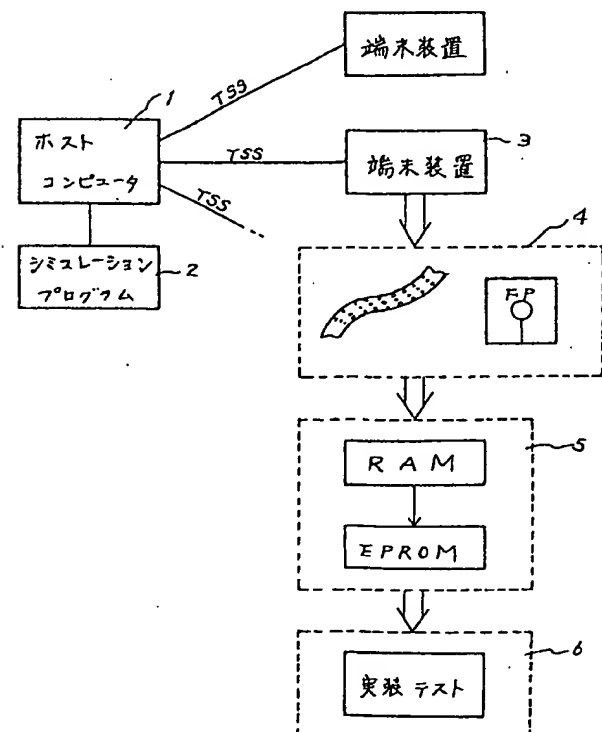 端末装置
1
TSS
ホスト
コンピュータ
TSS
端末装置
3
TSS
シミュレーション
プログラム
2
4
FP
RAM
5
EPROM
6
実装テスト